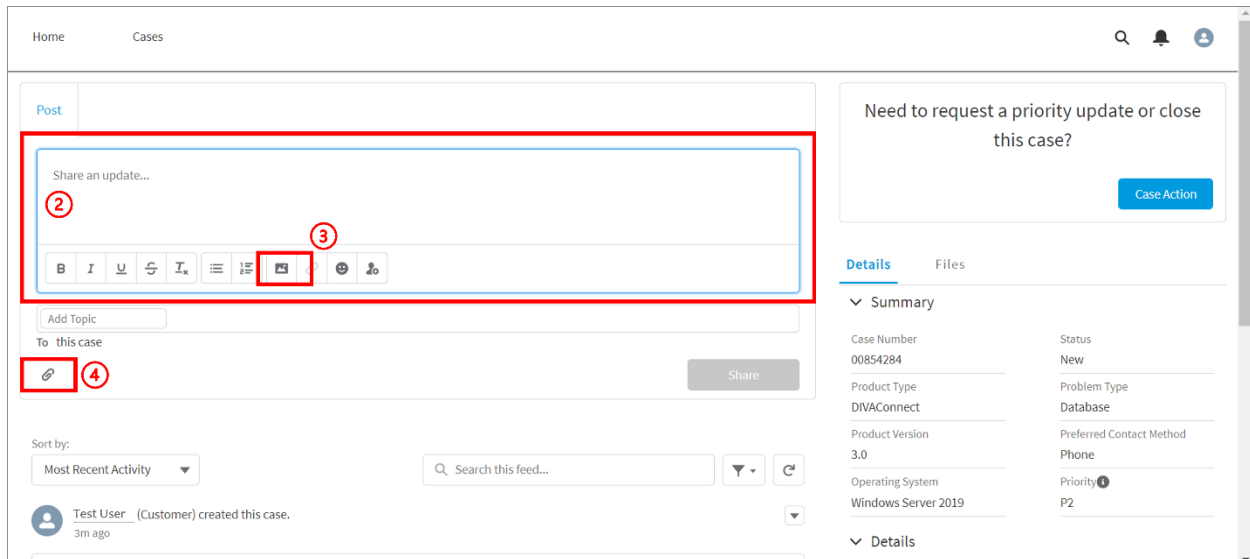 Home Cases
Post
Share an update...
②
③
B I U S Tx
Add Topic
To this case
④
Share
Sort by:
Most Recent Activity
Search this feed...
Test User (Customer) created this case.
3m ago
Need to request a priority update or close
this case?
Case Action
Details Files
Summary
Case Number Status
00854284 New
Product Type Problem Type
DIVAConnect Database
Product Version Preferred Contact Method
3.0 Phone
Operating System Priority
Windows Server 2019 P2
Details